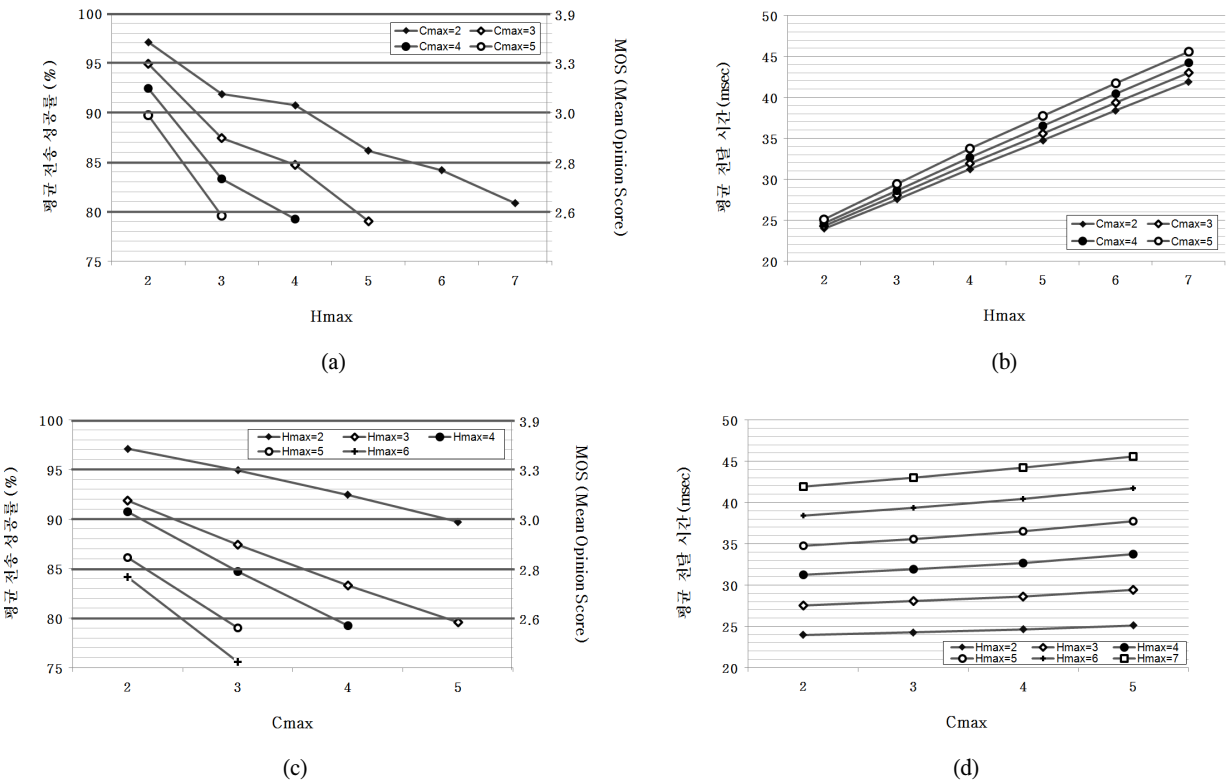 100
95
90
85
80
75
3.9
3.3
3.0
2.8
2.6
Cmax=2 Cmax=3
Cmax=4 Cmax=5
평균 전송 성공률 (%)
MOS (Mean Opinion Score)
2 3 4 5 6 7
Hmax
(a)
50
45
40
35
30
25
20
Cmax=2 Cmax=3
Cmax=4 Cmax=5
평균 전달 시간 (msec)
2 3 4 5 6 7
Hmax
(b)
100
95
90
85
80
75
3.9
3.3
3.0
2.8
2.6
Hmax=2 Hmax=3 Hmax=4
Hmax=5 Hmax=6
평균 전송 성공률 (%)
MOS (Mean Opinion Score)
2 3 4 5
Cmax
(c)
50
45
40
35
30
25
20
Hmax=2 Hmax=3 Hmax=4
Hmax=5 Hmax=6 Hmax=7
평균 전달 시간 (msec)
2 3 4 5
Cmax
(d)